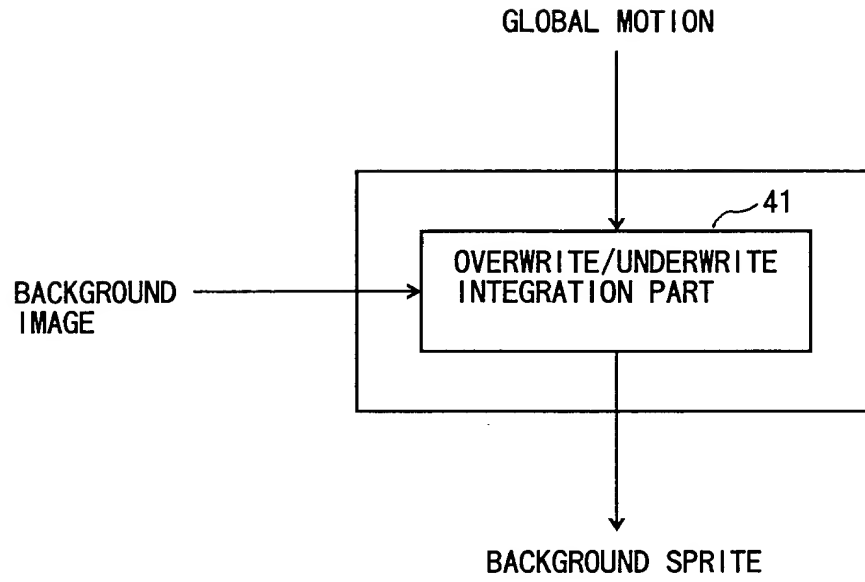 GLOBAL MOTION
41
OVERWRITE/UNDERWRITE
INTEGRATION PART
BACKGROUND
IMAGE
BACKGROUND SPRITE